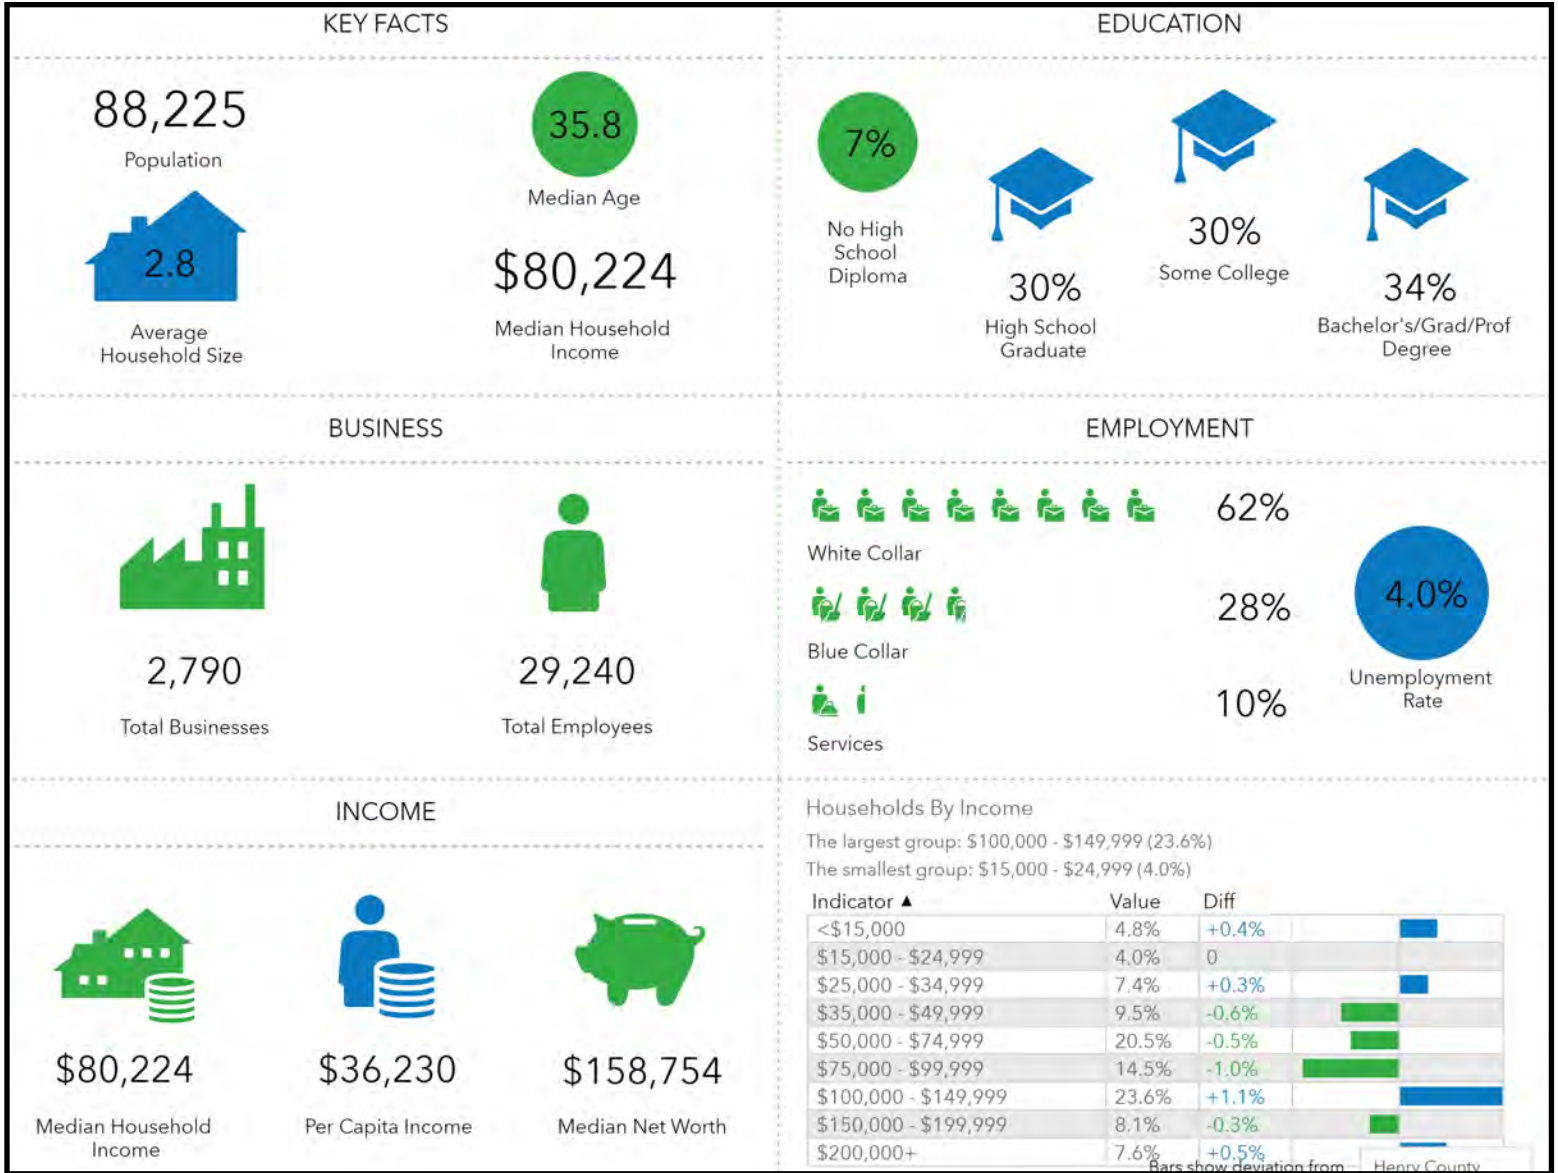 KEY FACTS
88,225
Population
35.8
Median Age
2.8
Average
Household Size
$80,224
Median Household
Income
EDUCATION
7%
No High
School
Diploma
30%
High School
Graduate
30%
Some College
34%
Bachelor's/Grad/Prof
Degree
BUSINESS
2,790
Total Businesses
29,240
Total Employees
EMPLOYMENT
62%
White Collar
28%
Blue Collar
10%
Services
4.0%
Unemployment
Rate
INCOME
$80,224
Median Household
Income
$36,230
Per Capita Income
$158,754
Median Net Worth
Households By Income
The largest group: $100,000 - $149,999 (23.6%)
The smallest group: $15,000 - $24,999 (4.0%)
Indicator ▲ Value Diff
<$15,000 4.8% +0.4%
$15,000 - $24,999 4.0% 0
$25,000 - $34,999 7.4% +0.3%
$35,000 - $49,999 9.5% -0.6%
$50,000 - $74,999 20.5% -0.5%
$75,000 - $99,999 14.5% -1.0%
$100,000 - $149,999 23.6% +1.1%
$150,000 - $199,999 8.1% -0.3%
$200,000+ 7.6% +0.5%
Bars show deviation from Henry County